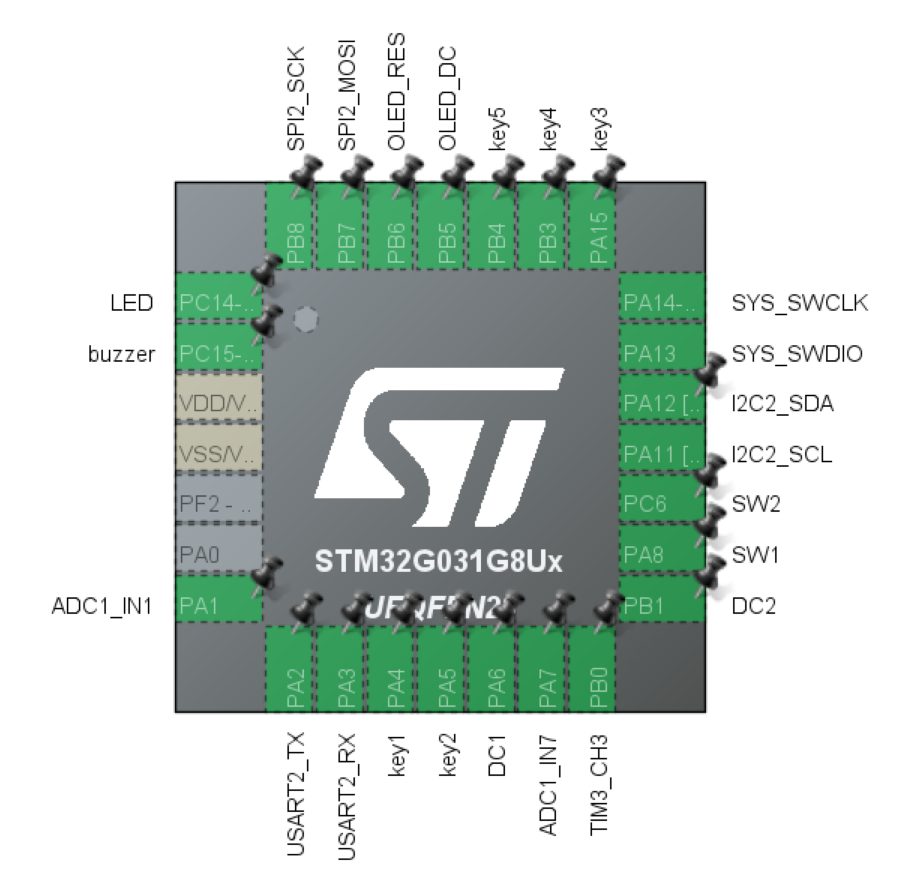 SPI2_SCK
SPI2_MOSI
OLED_RES
OLED_DC
key5
key4
key3
PB8
PB7
PB6
PB5
PB4
PB3
PA15
LED
PC14-..
PA14-..
SYS_SWCLK
buzzer
PC15-..
PA13
SYS_SWDIO
VDD/V..
PA12 [..
I2C2_SDA
VSS/V..
PA11 [..
I2C2_SCL
PF2 - ..
PC6
SW2
PA0
PA8
SW1
ADC1_IN1
PA1
PB1
DC2
ST
STM32G031G8Ux
PA2
PA3
PA4
PA5
PA6
PA7
PB0
USART2_TX
USART2_RX
key1
key2
DC1
ADC1_IN7
TIM3_CH3